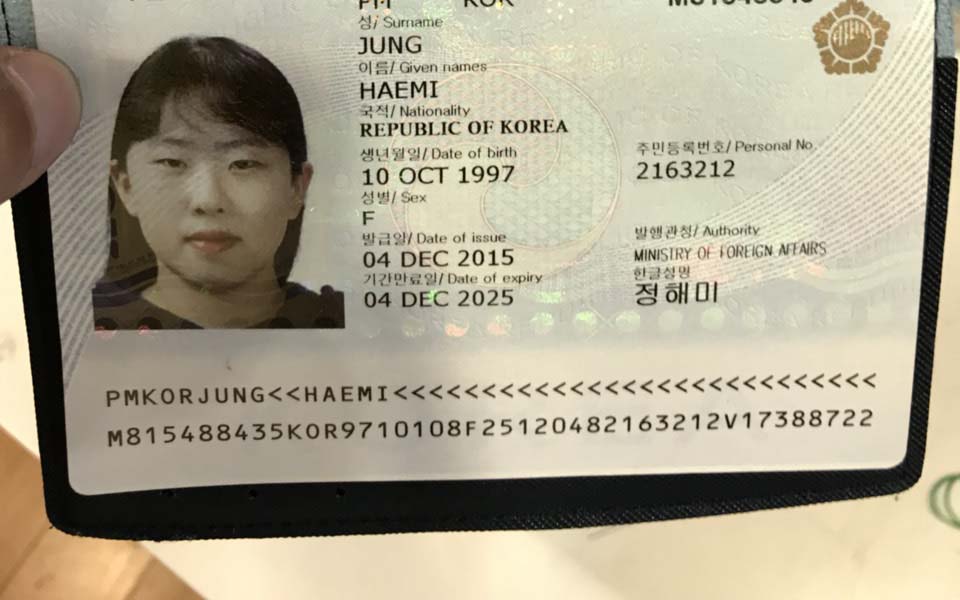 PM KOR
성/ Surname
JUNG
이름/ Given names
HAEMI
국적/ Nationality
REPUBLIC OF KOREA
생년월일/ Date of birth
10 OCT 1997
주민등록번호/ Personal No.
2163212
성별/ Sex
F
발급일/ Date of issue
04 DEC 2015
발행관청/ Authority
MINISTRY OF FOREIGN AFFAIRS
기간만료일/ Date of expiry
04 DEC 2025
한글성명
정해미
PMKORJUNG<<HAEMI<<<<<<<<<<<<<<<<<<<<<<<<<<<<
M815488435KOR9710108F25120482163212V17388722